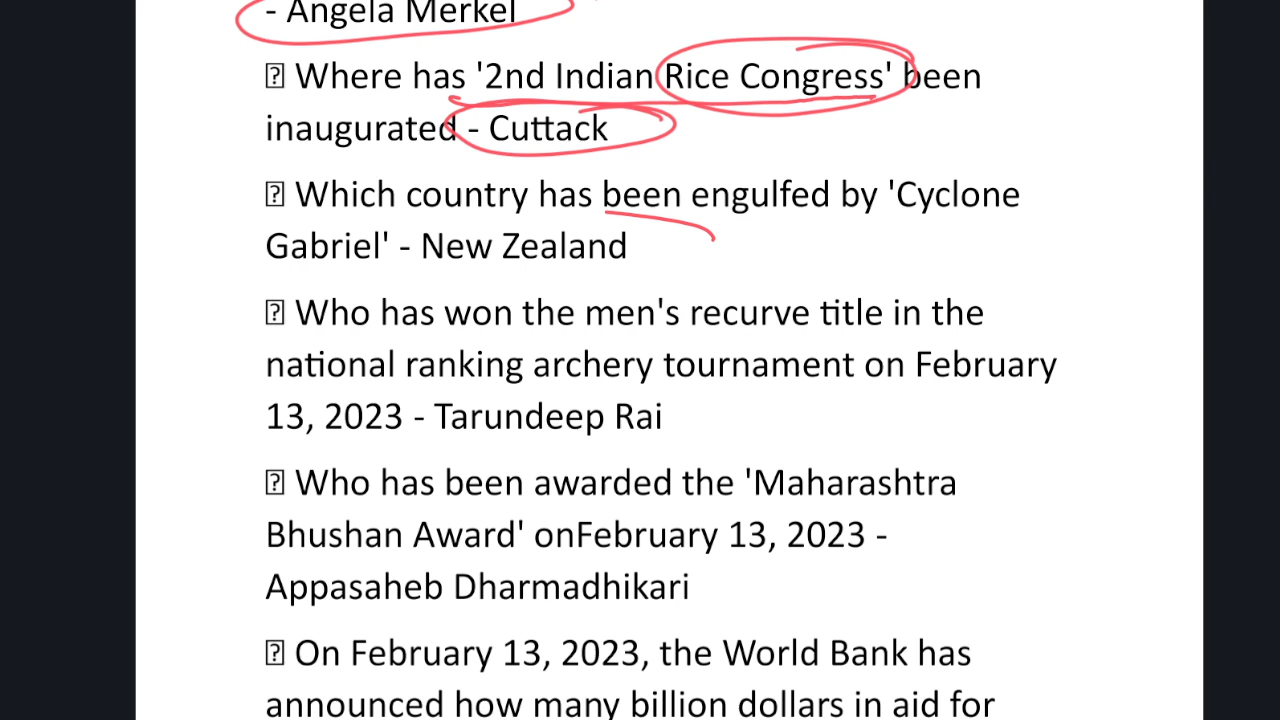 - Angela Merkel
⍰ Where has '2nd Indian Rice Congress' been
inaugurated - Cuttack
⍰ Which country has been engulfed by 'Cyclone
Gabriel' - New Zealand
⍰ Who has won the men's recurve title in the
national ranking archery tournament on February
13, 2023 - Tarundeep Rai
⍰ Who has been awarded the 'Maharashtra
Bhushan Award' onFebruary 13, 2023 -
Appasaheb Dharmadhikari
⍰ On February 13, 2023, the World Bank has
announced how many billion dollars in aid for